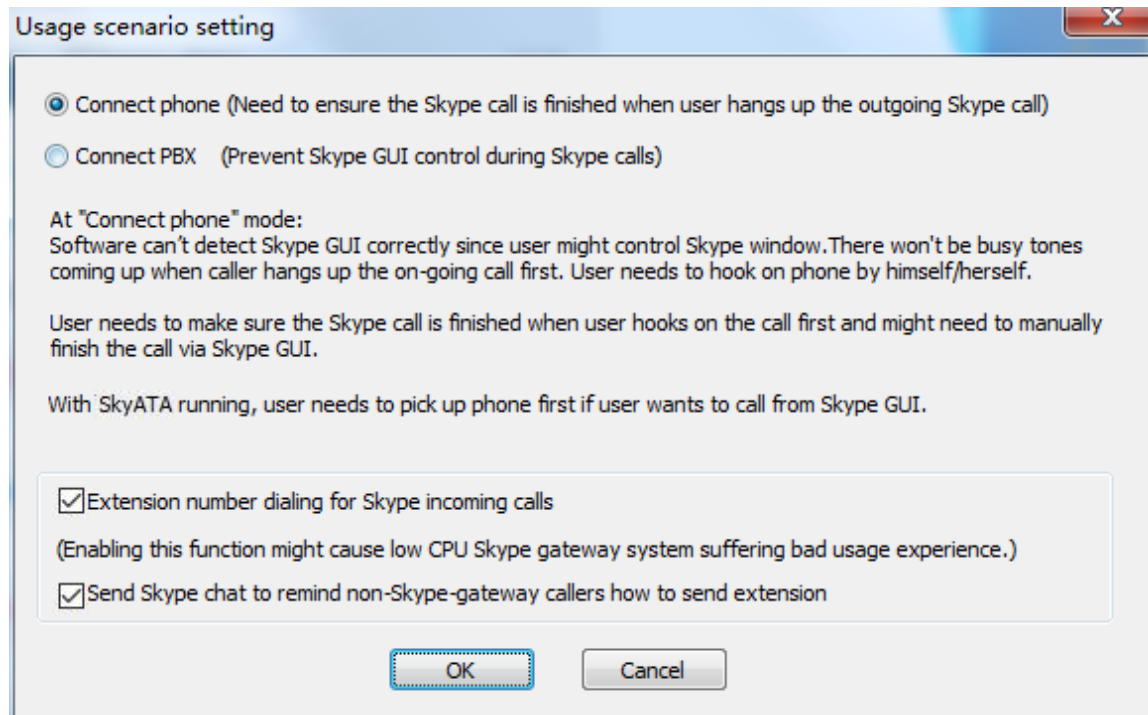 Usage scenario setting
Connect phone (Need to ensure the Skype call is finished when user hangs up the outgoing Skype call)
Connect PBX (Prevent Skype GUI control during Skype calls)
At "Connect phone" mode:
Software can't detect Skype GUI correctly since user might control Skype window.There won't be busy tones
coming up when caller hangs up the on-going call first. User needs to hook on phone by himself/herself.
User needs to make sure the Skype call is finished when user hooks on the call first and might need to manually
finish the call via Skype GUI.
With SkyATA running, user needs to pick up phone first if user wants to call from Skype GUI.
Extension number dialing for Skype incoming calls
(Enabling this function might cause low CPU Skype gateway system suffering bad usage experience.)
Send Skype chat to remind non-Skype-gateway callers how to send extension
OK Cancel